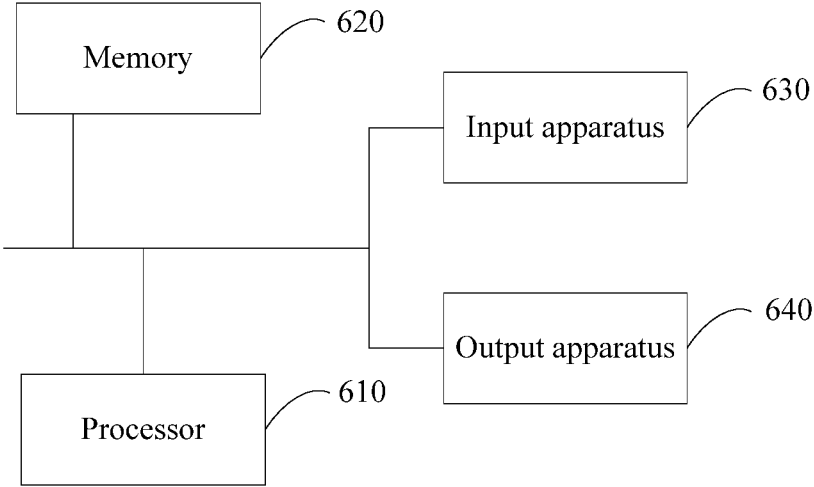 Memory
620
Input apparatus
630
Output apparatus
640
Processor
610